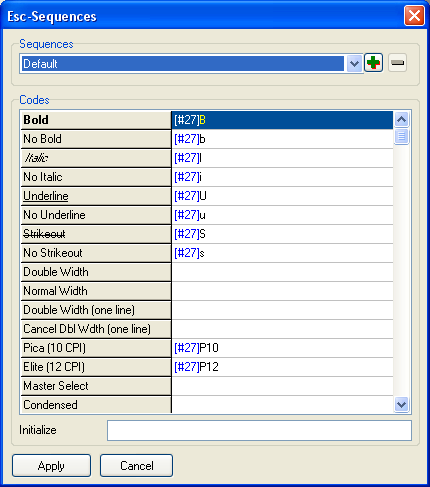 Esc-Sequences
Sequences
Default
Codes
Bold [#27]B
No Bold [#27]b
Italic [#27]I
No Italic [#27]i
Underline [#27]U
No Underline [#27]u
Strikeout [#27]S
No Strikeout [#27]s
Double Width
Normal Width
Double Width (one line)
Cancel Dbl Wdth (one line)
Pica (10 CPI) [#27]P10
Elite (12 CPI) [#27]P12
Master Select
Condensed
Initialize
Apply Cancel